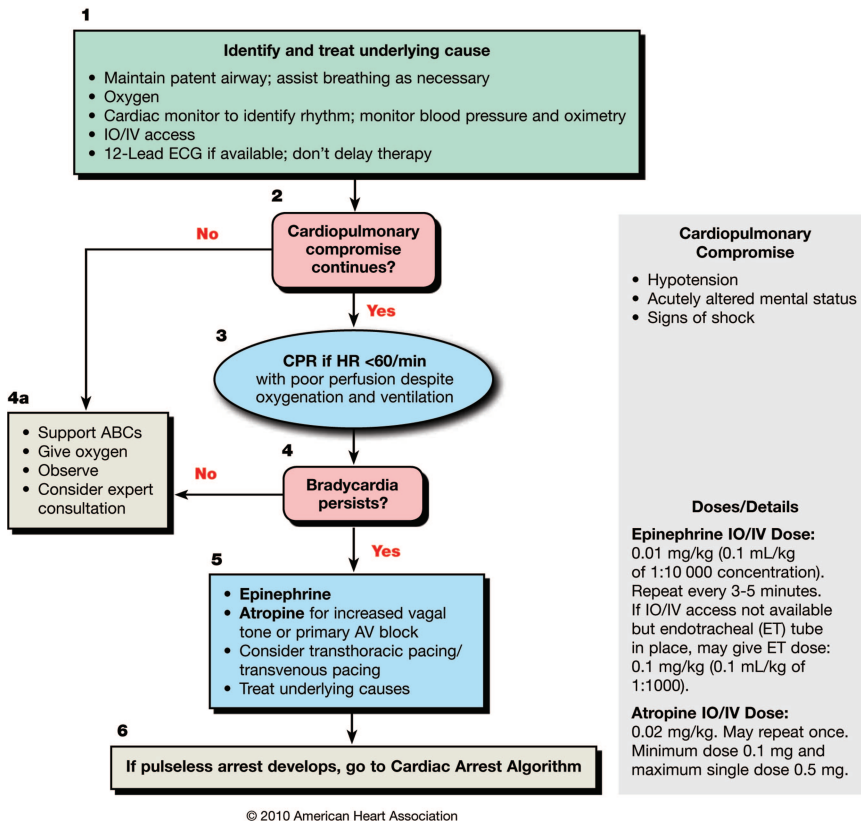 1
Identify and treat underlying cause
• Maintain patent airway; assist breathing as necessary
• Oxygen
• Cardiac monitor to identify rhythm; monitor blood pressure and oximetry
• IO/IV access
• 12-Lead ECG if available; don't delay therapy
2
Cardiopulmonary
compromise
continues?
No
Yes
3
CPR if HR <60/min
with poor perfusion despite
oxygenation and ventilation
4a
• Support ABCs
• Give oxygen
• Observe
• Consider expert
consultation
4
Bradycardia
persists?
No
Yes
5
• Epinephrine
• Atropine for increased vagal
tone or primary AV block
• Consider transthoracic pacing/
transvenous pacing
• Treat underlying causes
6
If pulseless arrest develops, go to Cardiac Arrest Algorithm
Cardiopulmonary
Compromise
• Hypotension
• Acutely altered mental status
• Signs of shock
Doses/Details
Epinephrine IO/IV Dose:
0.01 mg/kg (0.1 mL/kg
of 1:10 000 concentration).
Repeat every 3-5 minutes.
If IO/IV access not available
but endotracheal (ET) tube
in place, may give ET dose:
0.1 mg/kg (0.1 mL/kg of
1:1000).
Atropine IO/IV Dose:
0.02 mg/kg. May repeat once.
Minimum dose 0.1 mg and
maximum single dose 0.5 mg.
© 2010 American Heart Association